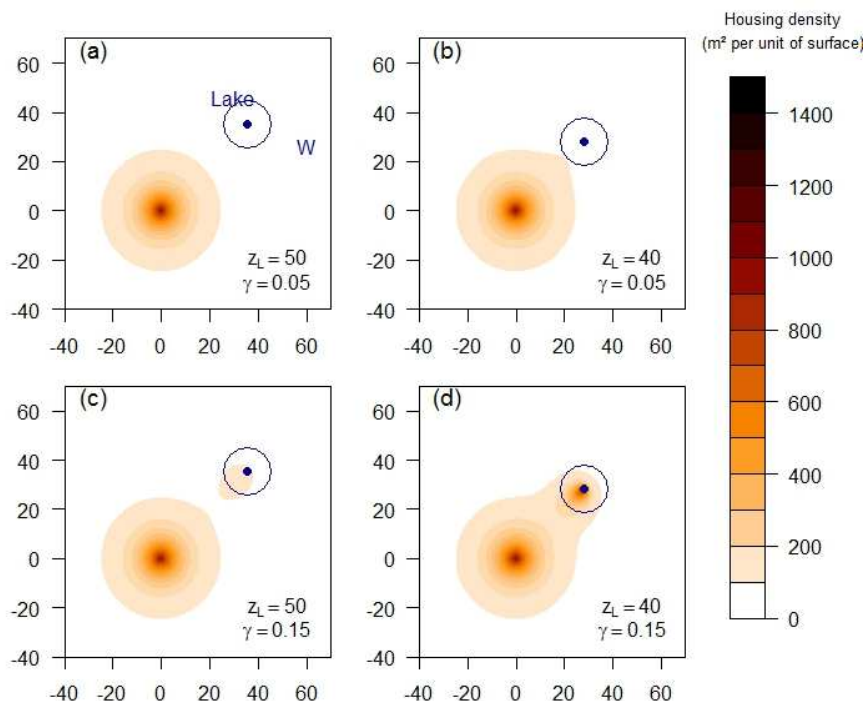 Housing density
(m² per unit of surface)
(a)
Lake
W
z_L = 50
γ = 0.05
60
40
20
0
-20
-40
-40 -20 0 20 40 60
(b)
z_L = 40
γ = 0.05
60
40
20
0
-20
-40
-40 -20 0 20 40 60
(c)
z_L = 50
γ = 0.15
60
40
20
0
-20
-40
-40 -20 0 20 40 60
(d)
z_L = 40
γ = 0.15
60
40
20
0
-20
-40
-40 -20 0 20 40 60
1400
1200
1000
800
600
400
200
0